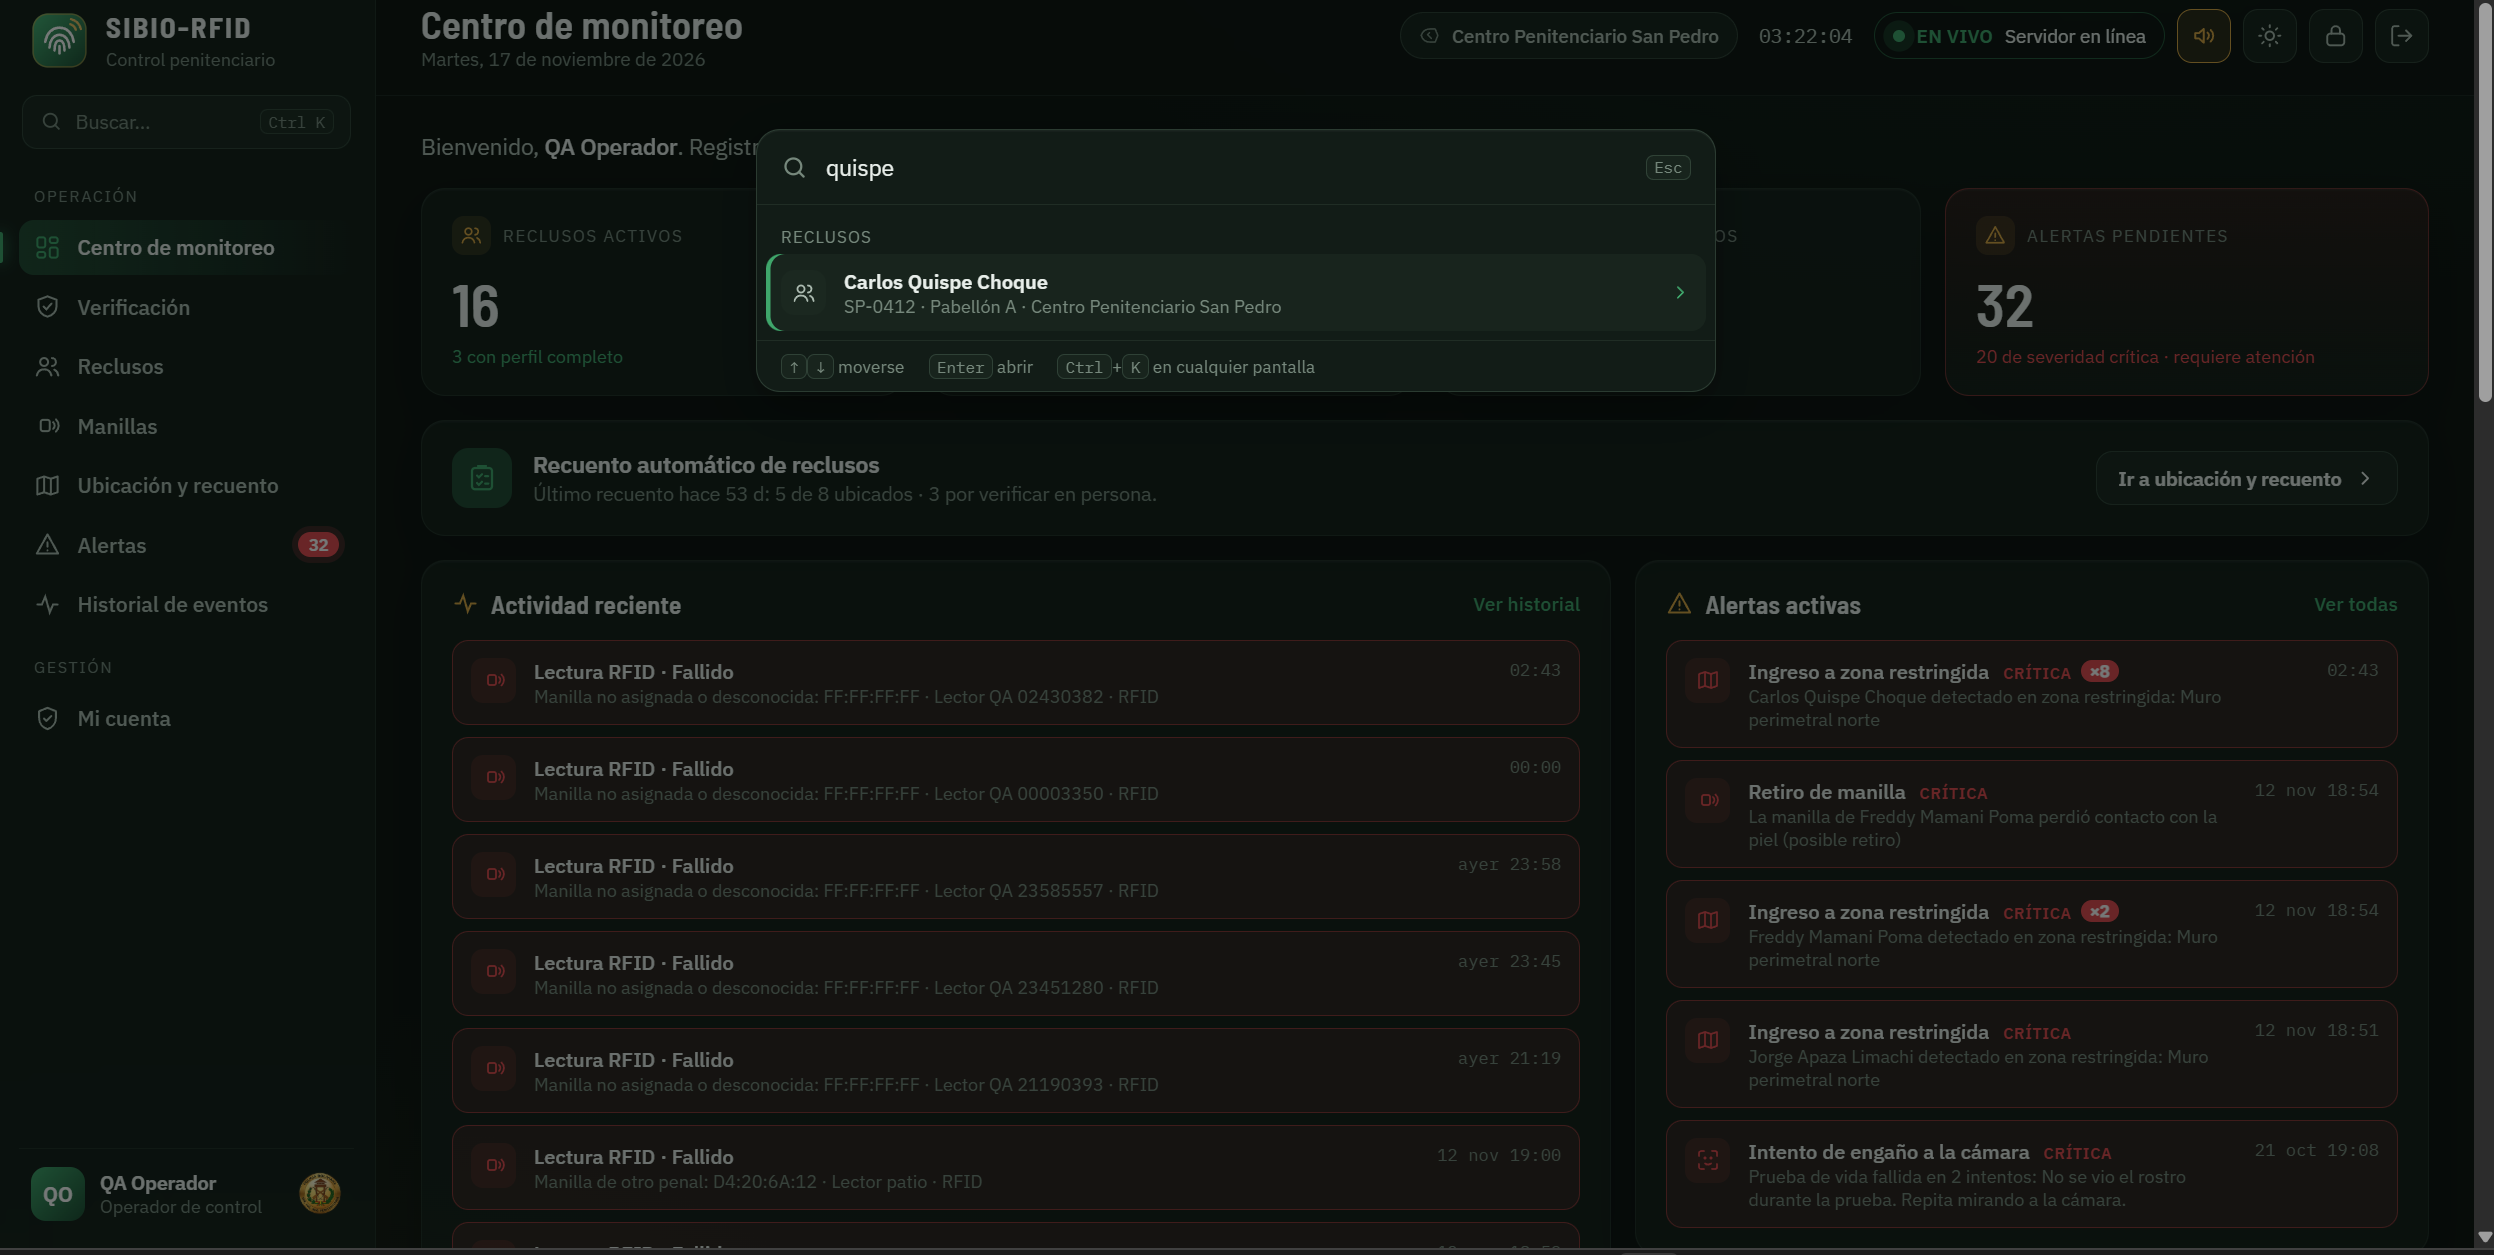 SIBIO-RFID
Control penitenciario
Buscar...
Ctrl K
OPERACIÓN
Centro de monitoreo
Verificación
Reclusos
Manillas
Ubicación y recuento
Alertas
32
Historial de eventos
GESTIÓN
Mi cuenta
QO
QA Operador
Operador de control
Centro de monitoreo
Martes, 17 de noviembre de 2026
Centro Penitenciario San Pedro
03:22:04
EN VIVO Servidor en línea
Bienvenido, QA Operador. Registr
quispe
Esc
RECLUSOS
Carlos Quispe Choque
SP-0412 · Pabellón A · Centro Penitenciario San Pedro
↑ ↓ moverse Enter abrir Ctrl+K en cualquier pantalla
RECLUSOS ACTIVOS
16
3 con perfil completo
OS
ALERTAS PENDIENTES
32
20 de severidad crítica · requiere atención
Recuento automático de reclusos
Último recuento hace 53 d: 5 de 8 ubicados · 3 por verificar en persona.
Ir a ubicación y recuento
Actividad reciente
Ver historial
Lectura RFID · Fallido
02:43
Manilla no asignada o desconocida: FF:FF:FF:FF · Lector QA 02430382 · RFID
Lectura RFID · Fallido
00:00
Manilla no asignada o desconocida: FF:FF:FF:FF · Lector QA 00003350 · RFID
Lectura RFID · Fallido
ayer 23:58
Manilla no asignada o desconocida: FF:FF:FF:FF · Lector QA 23585557 · RFID
Lectura RFID · Fallido
ayer 23:45
Manilla no asignada o desconocida: FF:FF:FF:FF · Lector QA 23451280 · RFID
Lectura RFID · Fallido
ayer 21:19
Manilla no asignada o desconocida: FF:FF:FF:FF · Lector QA 21190393 · RFID
Lectura RFID · Fallido
12 nov 19:00
Manilla de otro penal: D4:20:6A:12 · Lector patio · RFID
Alertas activas
Ver todas
Ingreso a zona restringida CRÍTICA ×8
02:43
Carlos Quispe Choque detectado en zona restringida: Muro
perimetral norte
Retiro de manilla CRÍTICA
12 nov 18:54
La manilla de Freddy Mamani Poma perdió contacto con la
piel (posible retiro)
Ingreso a zona restringida CRÍTICA ×2
12 nov 18:54
Freddy Mamani Poma detectado en zona restringida: Muro
perimetral norte
Ingreso a zona restringida CRÍTICA
12 nov 18:51
Jorge Apaza Limachi detectado en zona restringida: Muro
perimetral norte
Intento de engaño a la cámara CRÍTICA
21 oct 19:08
Prueba de vida fallida en 2 intentos: No se vio el rostro
durante la prueba. Repita mirando a la cámara.